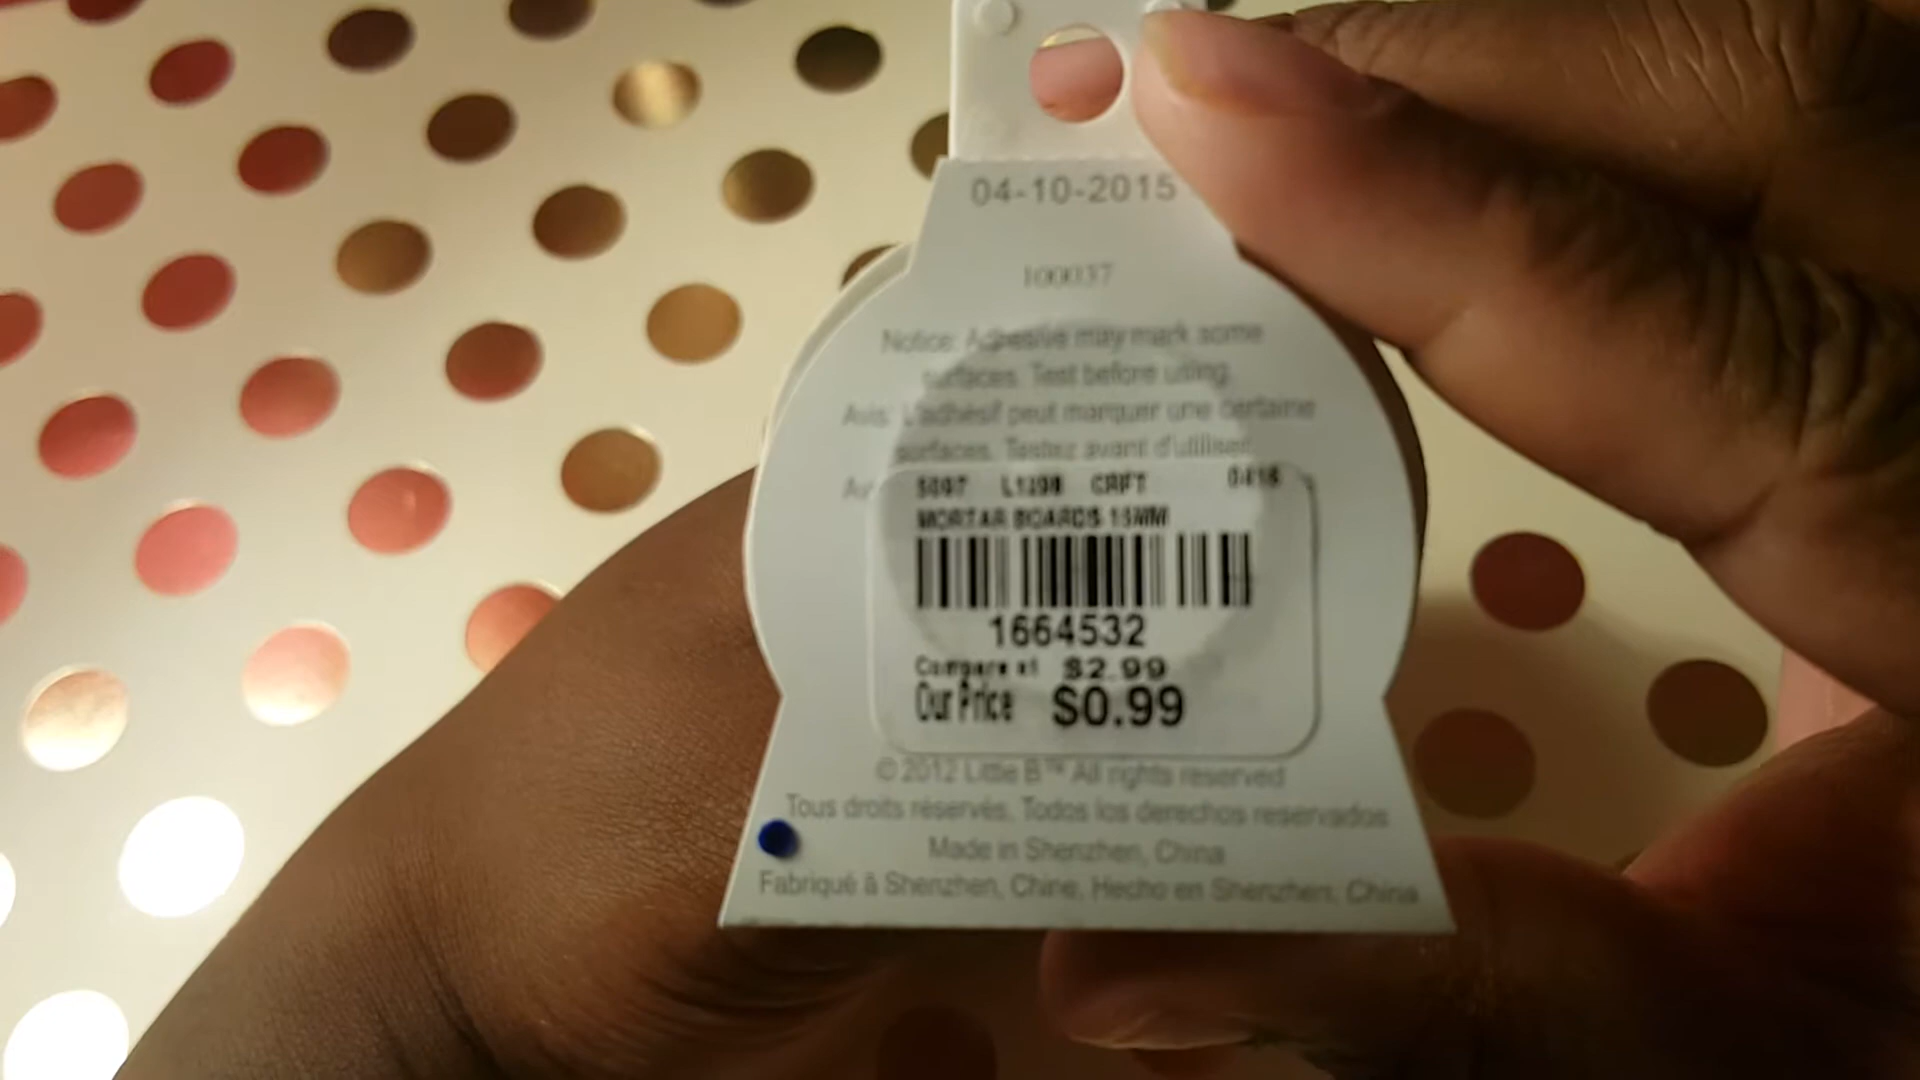 04-10-2015
100037
Notice: Adhesive may mark some
surfaces. Test before using.
Avis: L'adhésif peut marquer une certaine
surfaces. Testez avant d'utiliser.
5097 L1398 CRFT 0416
MORTAR BOARDS 15MM
1664532
Compare at $2.99
Our Price $0.99
© 2012 Little B™ All rights reserved
Tous droits réservés. Todos los derechos reservados
Made in Shenzhen, China
Fabriqué à Shenzhen, Chine. Hecho en Shenzhen, China